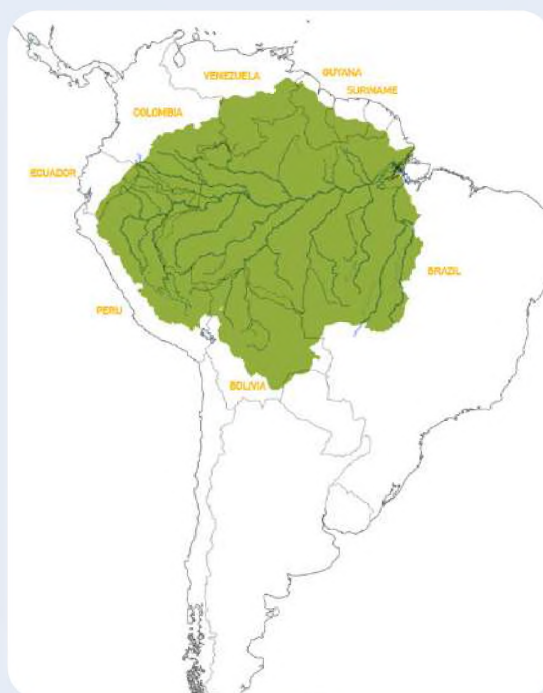 VENEZUELA
GUYANA
SURINAME
COLOMBIA
ECUADOR
BRAZIL
PERU
BOLIVIA